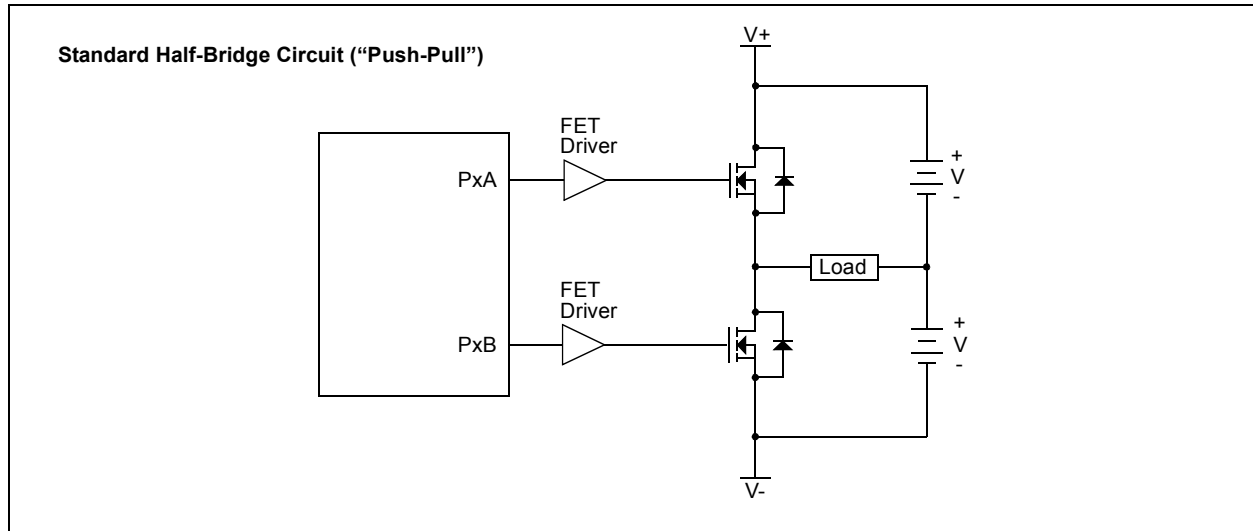 Standard Half-Bridge Circuit (“Push-Pull”)
V+
FET
Driver
PxA
+
V
-
Load
FET
Driver
PxB
+
V
-
V-